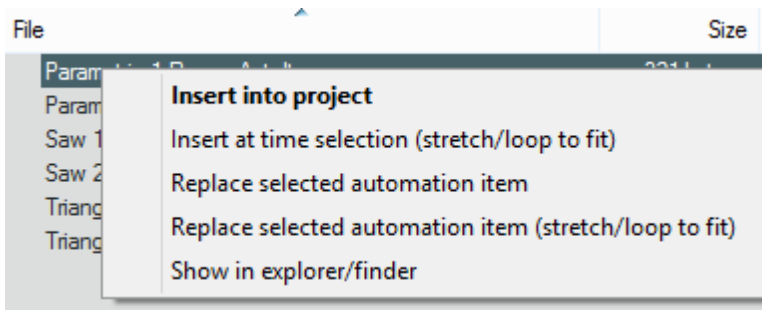 File Size
Param
Insert into project
Param
Insert at time selection (stretch/loop to fit)
Saw 1
Saw 2
Replace selected automation item
Triang
Replace selected automation item (stretch/loop to fit)
Triang
Show in explorer/finder